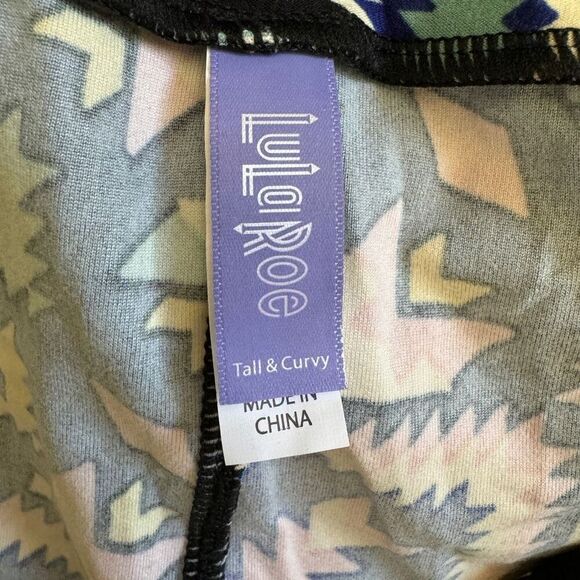 LuLaRoe
Tall & Curvy
MADE IN
CHINA